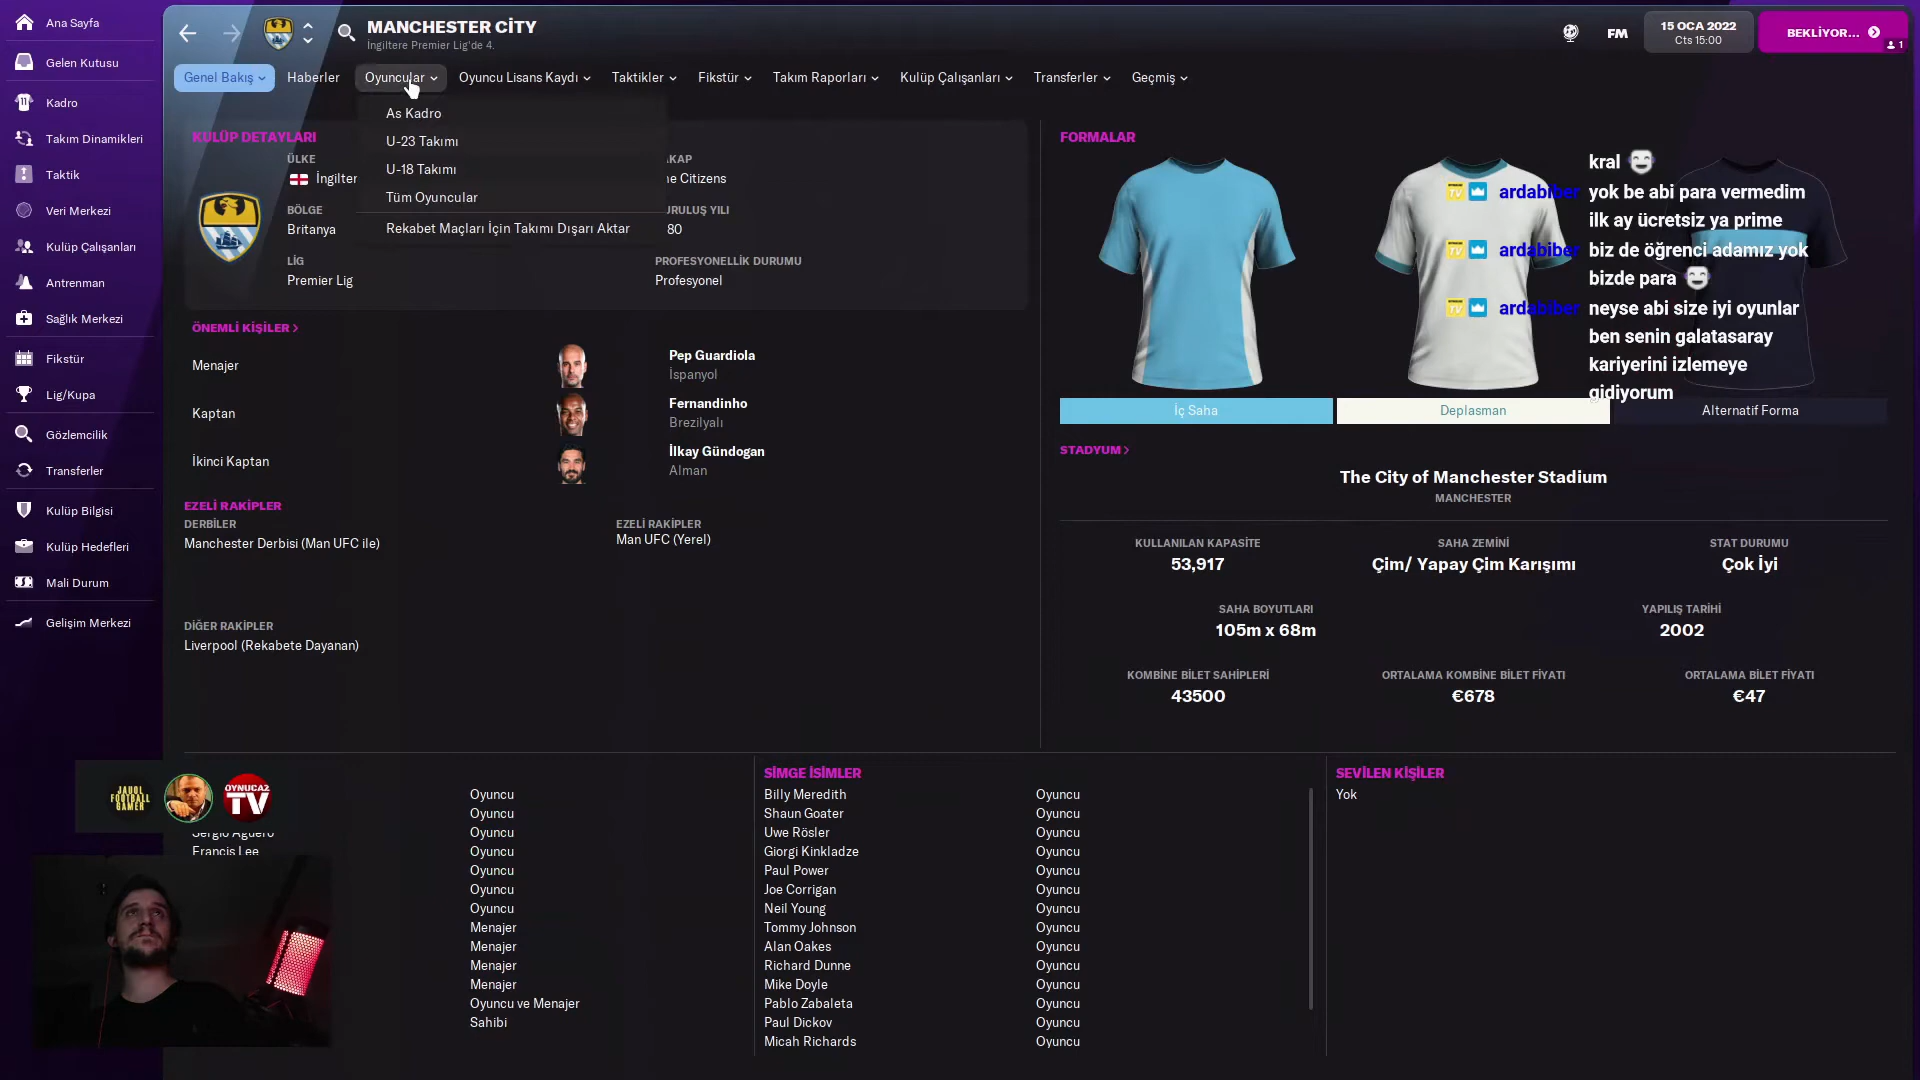 Ana Sayfa
Gelen Kutusu
Kadro
Takım Dinamikleri
Taktik
Veri Merkezi
Kulüp Çalışanları
Antrenman
Sağlık Merkezi
Fikstür
Lig/Kupa
Gözlemcilik
Transferler
Kulüp Bilgisi
Kulüp Hedefleri
Mali Durum
Gelişim Merkezi
MANCHESTER CİTY
İngiltere Premier Lig'de 4.
FM
15 OCA 2022
Cts 15:00
BEKLİYOR...
1
Genel Bakış
Haberler
Oyuncular
Oyuncu Lisans Kaydı
Taktikler
Fikstür
Takım Raporları
Kulüp Çalışanları
Transferler
Geçmiş
As Kadro
U-23 Takımı
U-18 Takımı
Tüm Oyuncular
Rekabet Maçları İçin Takımı Dışarı Aktar
KULÜP DETAYLARI
ÜLKE
BÖLGE
Britanya
LİG
Premier Lig
Citizens
80
PROFESYONELLİK DURUMU
Profesyonel
ÖNEMLİ KİŞİLER
Menajer
Pep Guardiola
İspanyol
Kaptan
Fernandinho
Brezilyalı
İkinci Kaptan
İlkay Gündogan
Alman
EZELİ RAKİPLER
DERBİLER
Manchester Derbisi (Man UFC ile)
EZELİ RAKİPLER
Man UFC (Yerel)
DİĞER RAKİPLER
Liverpool (Rekabete Dayanan)
FORMALAR
İç Saha
Deplasman
Alternatif Forma
kral
ardabiber yok be abi para vermedim
ilk ay ücretsiz ya prime
ardabiber biz de öğrenci adamız yok
bizde para
ardabiber neyse abi size iyi oyunlar
ben senin galatasaray
kariyerini izlemeye
gidiyorum
STADYUM
The City of Manchester Stadium
MANCHESTER
KULLANILAN KAPASİTE
53,917
SAHA ZEMİNİ
Çim/ Yapay Çim Karışımı
STAT DURUMU
Çok İyi
SAHA BOYUTLARI
105m x 68m
YAPILIŞ TARİHİ
2002
KOMBİNE BİLET SAHİPLERİ
43500
ORTALAMA KOMBİNE BİLET FİYATI
€678
ORTALAMA BİLET FİYATI
€47
JAUOL
FOOTBALL
GAMER
OYNUCAZ
TV
Sergio Agüero
Francis Lee
Oyuncu
Oyuncu
Oyuncu
Oyuncu
Oyuncu
Oyuncu
Oyuncu
Menajer
Menajer
Menajer
Menajer
Oyuncu ve Menajer
Sahibi
SİMGE İSİMLER
Billy Meredith Oyuncu
Shaun Goater Oyuncu
Uwe Rösler Oyuncu
Giorgi Kinkladze Oyuncu
Paul Power Oyuncu
Joe Corrigan Oyuncu
Neil Young Oyuncu
Tommy Johnson Oyuncu
Alan Oakes Oyuncu
Richard Dunne Oyuncu
Mike Doyle Oyuncu
Pablo Zabaleta Oyuncu
Paul Dickov Oyuncu
Micah Richards Oyuncu
SEVİLEN KİŞİLER
Yok